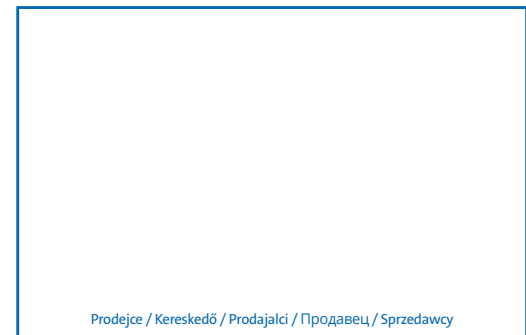 Prodejce / Kereskedő / Prodajalci / Продавец / Sprzedawcy